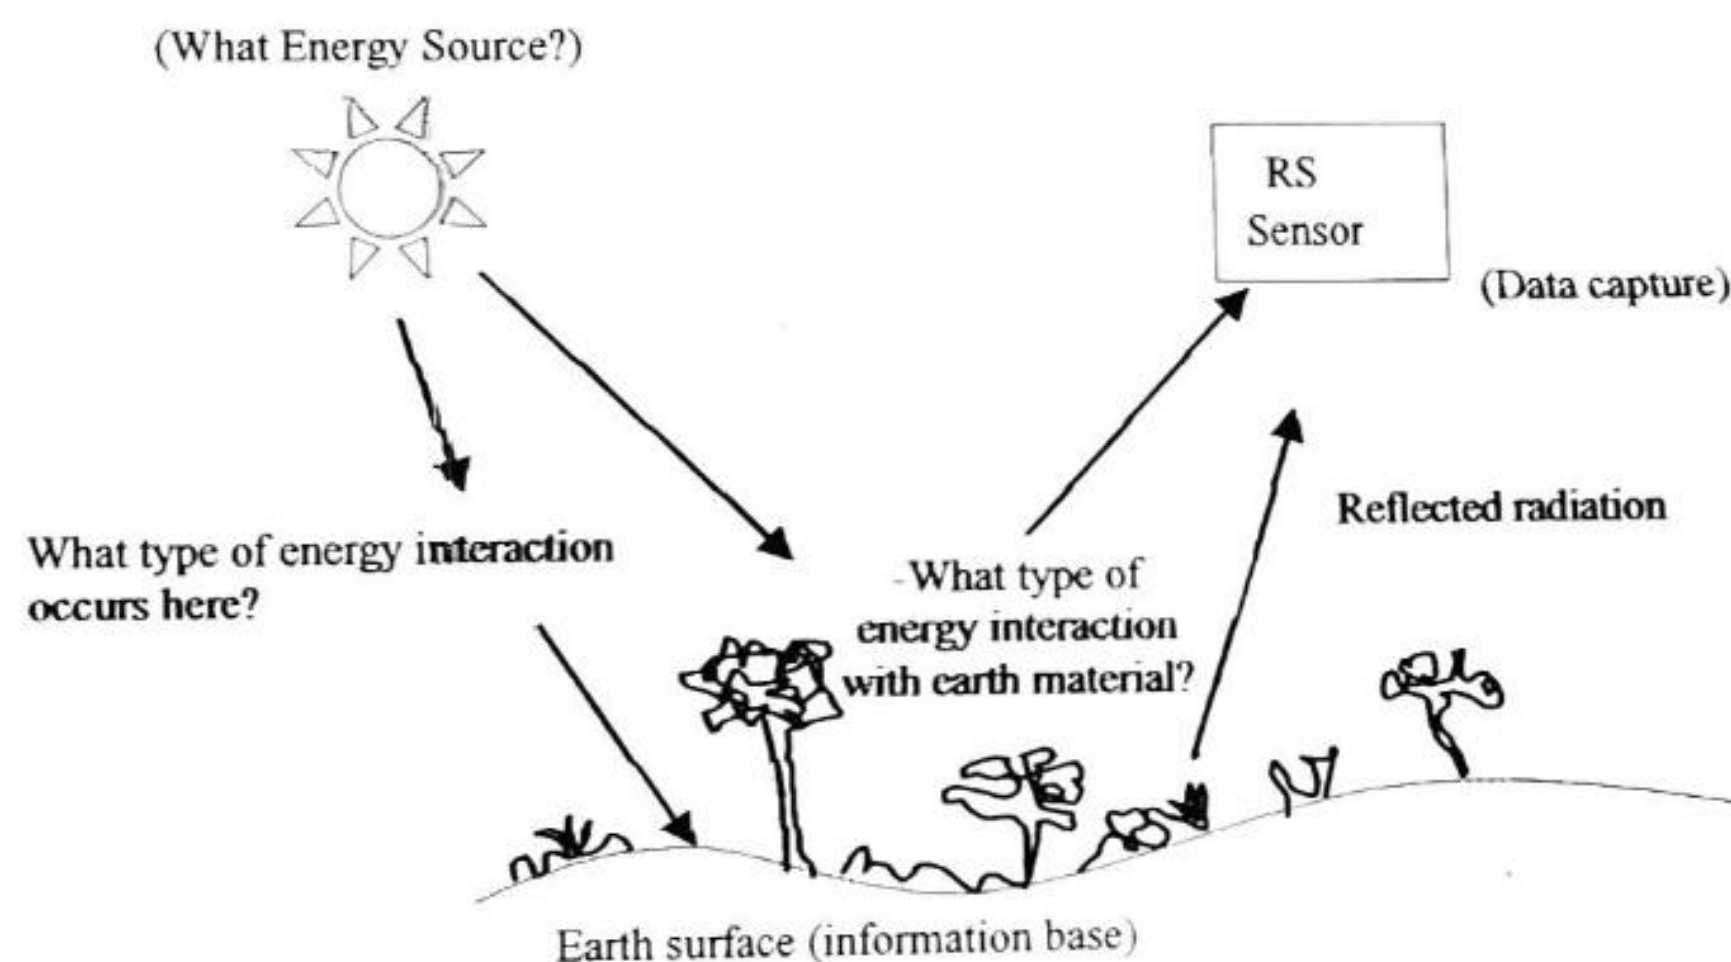 (What Energy Source?)
RS
Sensor
(Data capture)
Reflected radiation
What type of energy interaction
occurs here?
-What type of
energy interaction
with earth material?
Earth surface (information base)